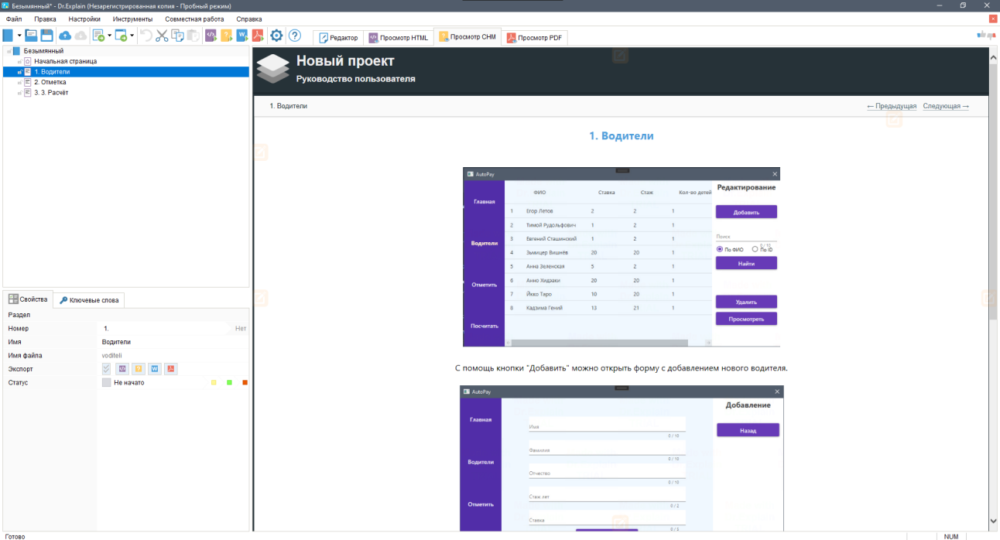 Безымянный* - Dr.Explain (Незарегистрированная копия - Пробный режим)
Файл Правка Настройки Инструменты Совместная работа Справка
Редактор Просмотр HTML Просмотр CHM Просмотр PDF
Безымянный
Начальная страница
1. Водители
2. Отметка
3. 3. Расчёт
Свойства Ключевые слова
Раздел
Номер 1. Нет
Имя Водители
Имя файла voditeli
Экспорт
Статус Не начато
Новый проект
Руководство пользователя
1. Водители ← Предыдущая Следующая →
1. Водители
AutoPay
Главная
Водители
Отметить
Посчитать
ФИО Ставка Стаж Кол-во детей
1 Егор Летов 2 2 1
2 Тимой Рудольфович 1 2 1
3 Евгений Сташинский 1 2 1
4 Зьмицер Вишнёв 20 20 1
5 Анна Зеленская 5 2 1
6 Анно Хидэаки 20 20 1
7 Йкко Таро 10 20 1
8 Кадзима Гений 13 21 1
Редактирование
Добавить
Поиск
0 / 10
По ФИО По ID
Найти
Удалить
Просмотреть
С помощь кнопки "Добавить" можно открыть форму с добавлением нового водителя.
AutoPay
Главная
Водители
Отметить
Имя
0 / 10
Фамилия
0 / 10
Отчество
0 / 10
Стаж лет
0 / 2
Ставка
0 / 5
Добавление
Назад
Готово NUM